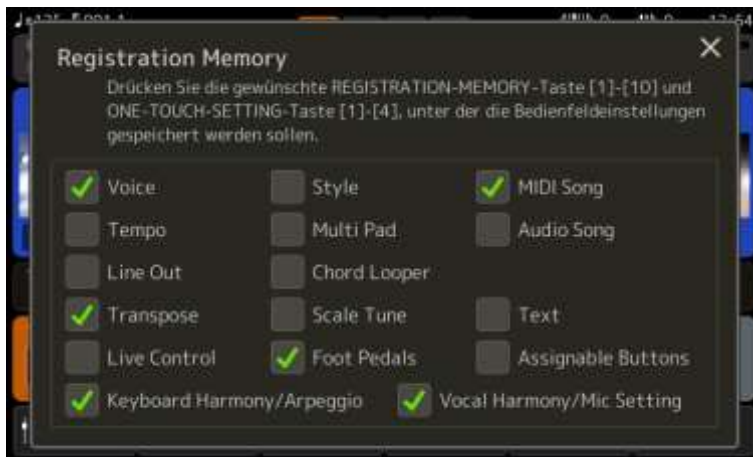 Registration Memory
Drücken Sie die gewünschte REGISTRATION-MEMORY-Taste [1]-[10] und
ONE-TOUCH-SETTING-Taste [1]-[4], unter der die Bedienfeldeinstellungen
gespeichert werden sollen.
Voice Style MIDI Song
Tempo Multi Pad Audio Song
Line Out Chord Looper
Transpose Scale Tune Text
Live Control Foot Pedals Assignable Buttons
Keyboard Harmony/Arpeggio Vocal Harmony/Mic Setting